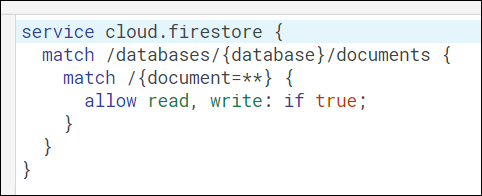 service cloud.firestore {
  match /databases/{database}/documents {
    match /{document=**} {
      allow read, write: if true;
    }
  }
}